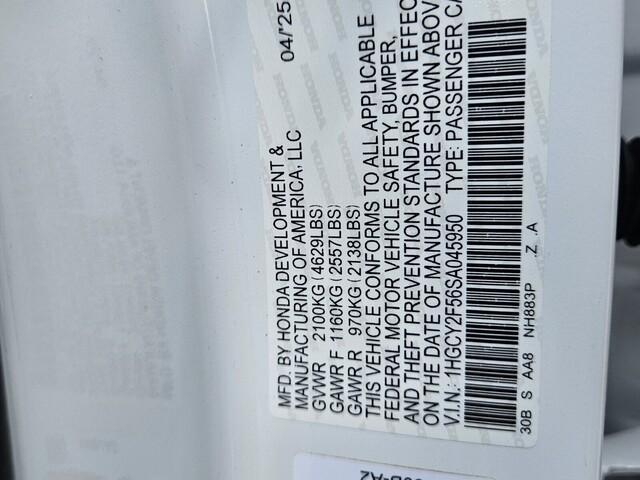 MFD. BY HONDA DEVELOPMENT & 04/'25
MANUFACTURING OF AMERICA, LLC
GVWR 2100KG (4629LBS)
GAWR F 1160KG (2557LBS)
GAWR R 970KG (2138LBS)
THIS VEHICLE CONFORMS TO ALL APPLICABLE
FEDERAL MOTOR VEHICLE SAFETY, BUMPER,
AND THEFT PREVENTION STANDARDS IN EFFEC
ON THE DATE OF MANUFACTURE SHOWN ABOV
V.I.N.: 1HGCY2F56SA045950 TYPE: PASSENGER CA
30B S AA8 NH883P Z .A
HONDA